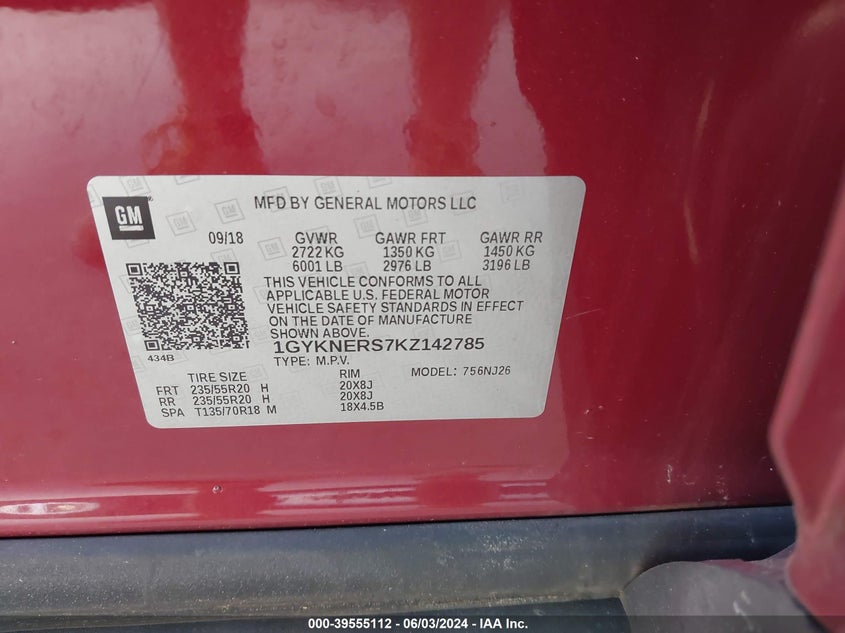 GM
MFD BY GENERAL MOTORS LLC
09/18 GVWR GAWR FRT GAWR RR
2722 KG 1350 KG 1450 KG
6001 LB 2976 LB 3196 LB
THIS VEHICLE CONFORMS TO ALL
APPLICABLE U.S. FEDERAL MOTOR
VEHICLE SAFETY STANDARDS IN EFFECT
ON THE DATE OF MANUFACTURE
SHOWN ABOVE.
434B
1GYKNERS7KZ142785
TYPE: M.P.V.
TIRE SIZE RIM MODEL: 756NJ26
FRT 235/55R20 H 20X8J
RR 235/55R20 H 20X8J
SPA T135/70R18 M 18X4.5B
000-39555112 - 06/03/2024 - IAA Inc.